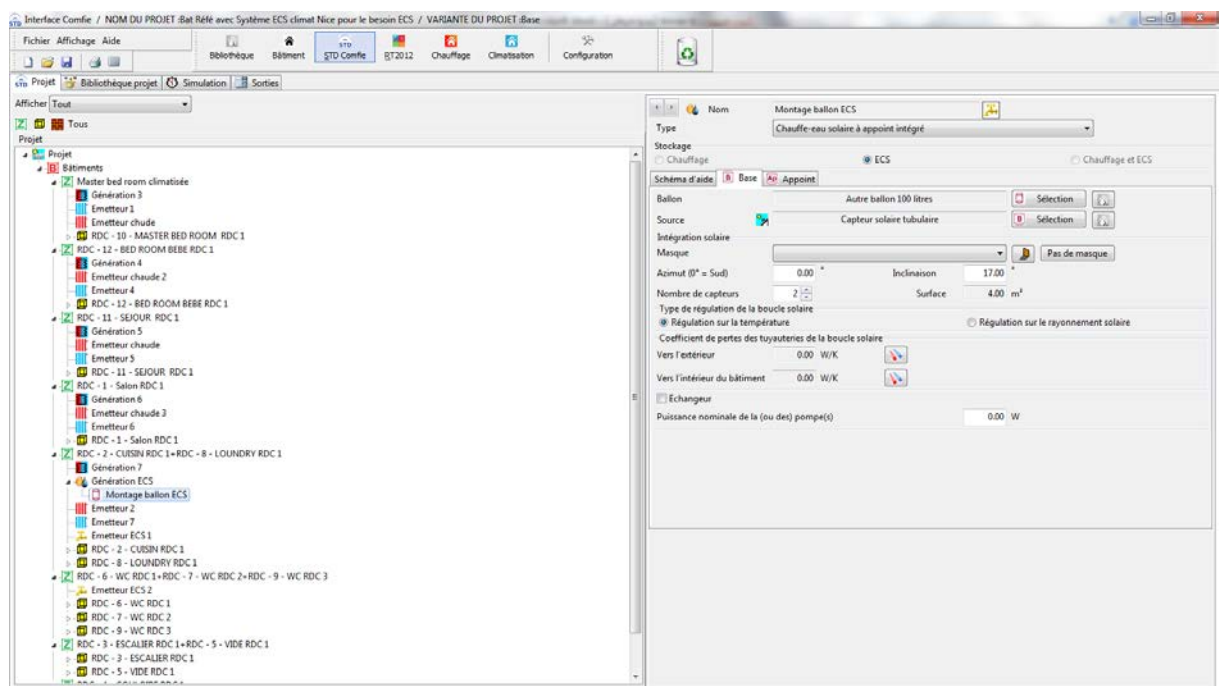 Interface Comfie / NOM DU PROJET :Bat Réfé avec Système ECS climat Nice pour le besoin ECS / VARIANTE DU PROJET :Base
Fichier Affichage Aide
Bibliothèque Bâtiment STD Comfie RT2012 Chauffage Climatisation Configuration
Projet Bibliothèque projet Simulation Sorties
Afficher Tout
Tous
Projet
Projet
Bâtiments
Master bed room climatisée
Génération 3
Emetteur 1
Emetteur chude
RDC - 10 - MASTER BED ROOM RDC 1
RDC - 12 - BED ROOM BEBE RDC 1
Génération 4
Emetteur chaude 2
Emetteur 4
RDC - 12 - BED ROOM BEBE RDC 1
RDC - 11 - SEJOUR RDC 1
Génération 5
Emetteur chaude
Emetteur 5
RDC - 11 - SEJOUR RDC 1
RDC - 1 - Salon RDC 1
Génération 6
Emetteur chaude 3
Emetteur 6
RDC - 1 - Salon RDC 1
RDC - 2 - CUISIN RDC 1+RDC - 8 - LOUNDRY RDC 1
Génération 7
Génération ECS
Montage ballon ECS
Emetteur 2
Emetteur 7
Emetteur ECS 1
RDC - 2 - CUISIN RDC 1
RDC - 8 - LOUNDRY RDC 1
RDC - 6 - WC RDC 1+RDC - 7 - WC RDC 2+RDC - 9 - WC RDC 3
Emetteur ECS 2
RDC - 6 - WC RDC 1
RDC - 7 - WC RDC 2
RDC - 9 - WC RDC 3
RDC - 3 - ESCALIER RDC 1+RDC - 5 - VIDE RDC 1
RDC - 3 - ESCALIER RDC 1
RDC - 5 - VIDE RDC 1
Nom Montage ballon ECS
Type Chauffe-eau solaire à appoint intégré
Stockage
Chauffage ECS Chauffage et ECS
Schéma d'aide Base Appoint
Ballon Autre ballon 100 litres Sélection
Source Capteur solaire tubulaire Sélection
Intégration solaire
Masque Pas de masque
Azimut (0° = Sud) 0.00 ° Inclinaison 17.00 °
Nombre de capteurs 2 Surface 4.00 m²
Type de régulation de la boucle solaire
Régulation sur la température Régulation sur le rayonnement solaire
Coefficient de pertes des tuyauteries de la boucle solaire
Vers l'extérieur 0.00 W/K
Vers l'intérieur du bâtiment 0.00 W/K
Echangeur
Puissance nominale de la (ou des) pompe(s) 0.00 W